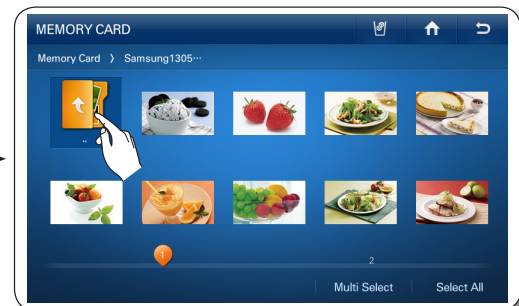 MEMORY CARD
Memory Card 〉 Samsung1305···
..
1
2
Multi Select
Select All